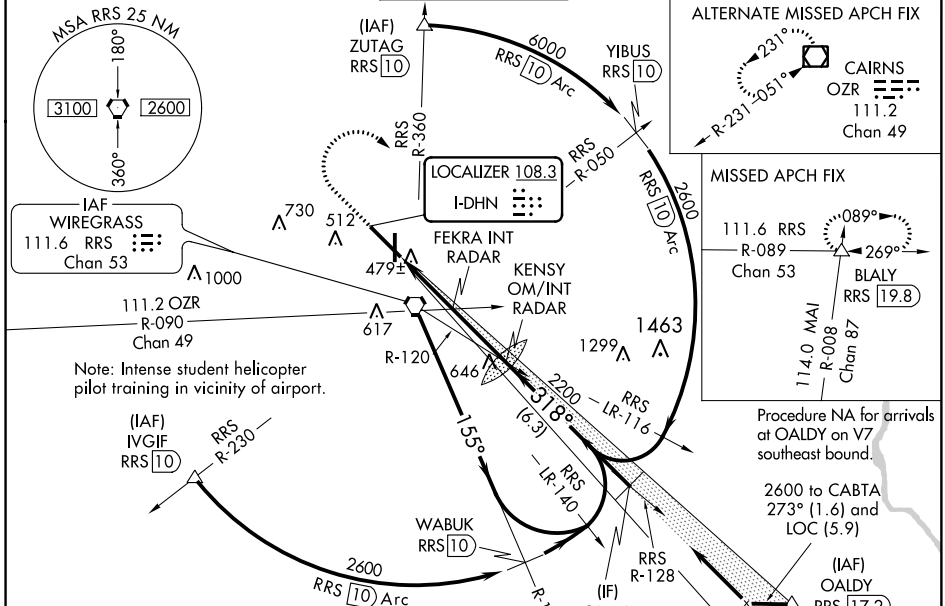 MSA RRS 25 NM
180°
3100
2600
360°
(IAF)
ZUTAG
RRS 10
6000
RRS 10 Arc
YIBUS
RRS 10
RRS
R-360
RRS
R-050
2600
RRS 10 Arc
ALTERNATE MISSED APCH FIX
231°
R-231
051°
CAIRNS
OZR
111.2
Chan 49
LOCALIZER 108.3
I-DHN
MISSED APCH FIX
089°
269°
111.6 RRS
R-089
Chan 53
BLALY
RRS 19.8
114.0 MAI
R-008
Chan 87
IAF
WIREGRASS
111.6 RRS
Chan 53
730
512
479±
1000
617
646
1299
1463
FEKRA INT
RADAR
KENSY
OM/INT
RADAR
111.2 OZR
R-090
Chan 49
R-120
Note: Intense student helicopter
pilot training in vicinity of airport.
2200
318°
(6.3)
RRS
LR-116
155°
RRS
LR-140
Procedure NA for arrivals
at OALDY on V7
southeast bound.
(IAF)
IVGIF
RRS 10
RRS
R-230
2600
RRS 10 Arc
WABUK
RRS 10
2600 to CABTA
273° (1.6) and
LOC (5.9)
RRS
R-128
(IF)
(IAF)
OALDY
RRS 17.2